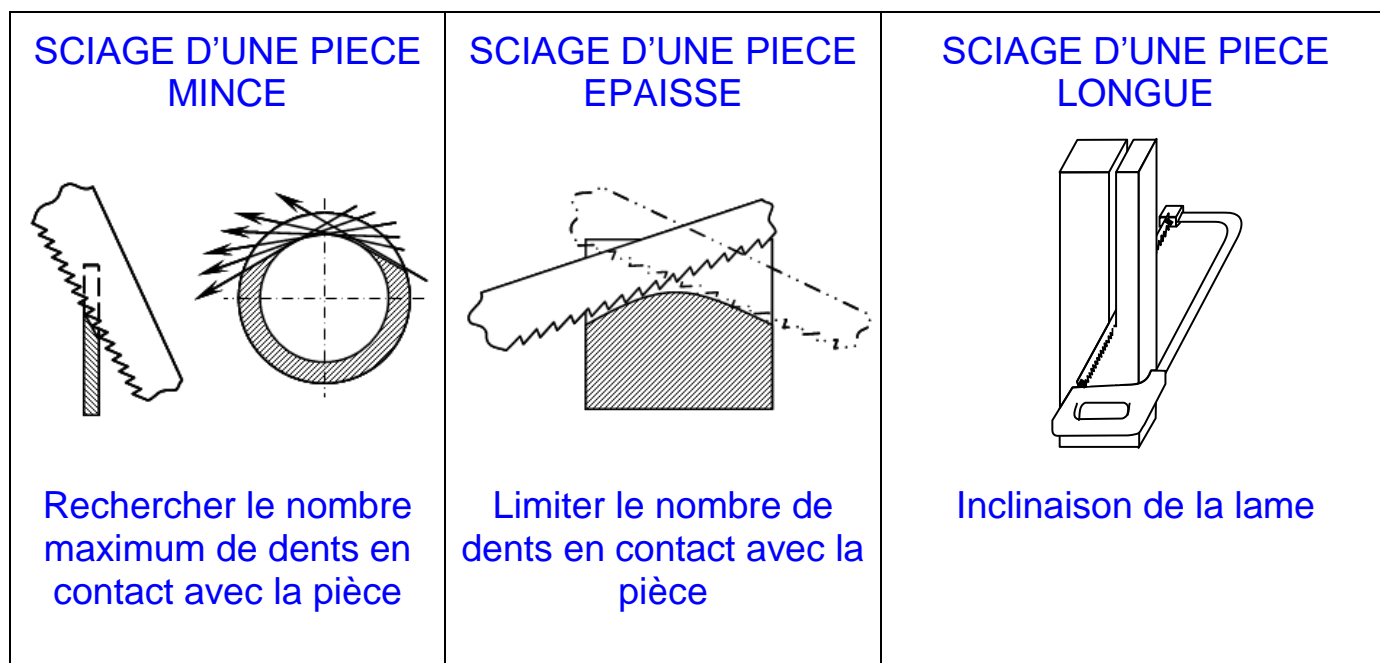 SCIAGE D'UNE PIECE
MINCE
Rechercher le nombre
maximum de dents en
contact avec la pièce
SCIAGE D'UNE PIECE
EPAISSE
Limiter le nombre de
dents en contact avec la
pièce
SCIAGE D'UNE PIECE
LONGUE
Inclinaison de la lame